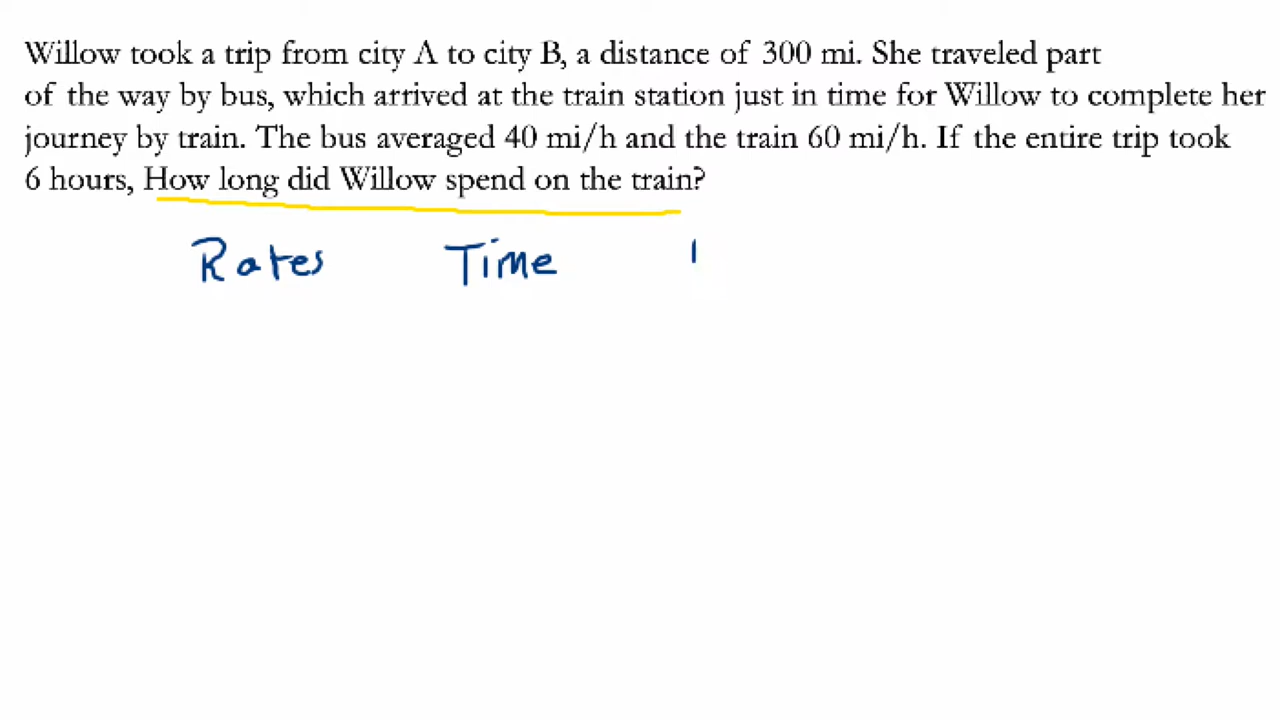 Willow took a trip from city A to city B, a distance of 300 mi. She traveled part
of the way by bus, which arrived at the train station just in time for Willow to complete her
journey by train. The bus averaged 40 mi/h and the train 60 mi/h. If the entire trip took
6 hours, How long did Willow spend on the train?
Rates Time